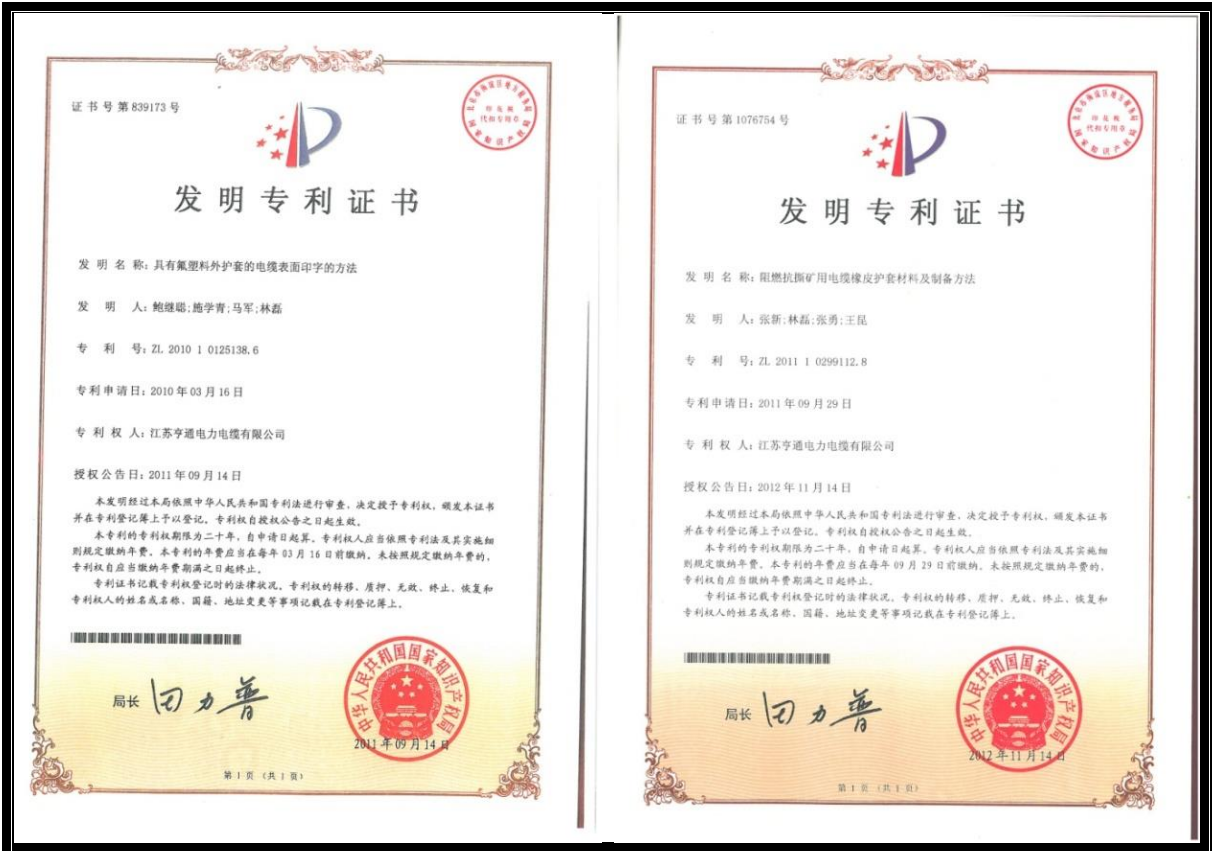 证书号第839173号
发明专利证书
发明名称：具有氟塑料外护套的电缆表面印字的方法
发明人：鲍继聪;施学青;马军;林磊
专利号：ZL 2010 1 0125138.6
专利申请日：2010年03月16日
专利权人：江苏亨通电力电缆有限公司
授权公告日：2011年09月14日
本发明经过本局依照中华人民共和国专利法进行审查，决定授予专利权，颁发本证书
并在专利登记簿上予以登记。专利权自授权公告之日起生效。
本专利的专利权期限为二十年，自申请日起算。专利权人应当依照专利法及其实施细
则规定缴纳年费。本专利的年费应当在每年03月16日前缴纳。未按照规定缴纳年费的，
专利权自应当缴纳年费期满之日起终止。
专利证书记载专利权登记时的法律状况。专利权的转移、质押、无效、终止、恢复和
专利权人的姓名或名称、国籍、地址变更等事项记载在专利登记簿上。
局长 田力普
中华人民共和国国家知识产权局
2011年09月14日
第1页（共1页）
证书号第1076754号
发明专利证书
发明名称：阻燃抗撕矿用电缆橡皮护套材料及制备方法
发明人：张新;林磊;张勇;王昆
专利号：ZL 2011 1 0299112.8
专利申请日：2011年09月29日
专利权人：江苏亨通电力电缆有限公司
授权公告日：2012年11月14日
本发明经过本局依照中华人民共和国专利法进行审查，决定授予专利权，颁发本证书
并在专利登记簿上予以登记。专利权自授权公告之日起生效。
本专利的专利权期限为二十年，自申请日起算。专利权人应当依照专利法及其实施细
则规定缴纳年费。本专利的年费应当在每年09月29日前缴纳。未按照规定缴纳年费的，
专利权自应当缴纳年费期满之日起终止。
专利证书记载专利权登记时的法律状况。专利权的转移、质押、无效、终止、恢复和
专利权人的姓名或名称、国籍、地址变更等事项记载在专利登记簿上。
局长 田力普
中华人民共和国国家知识产权局
2012年11月14日
第1页（共1页）